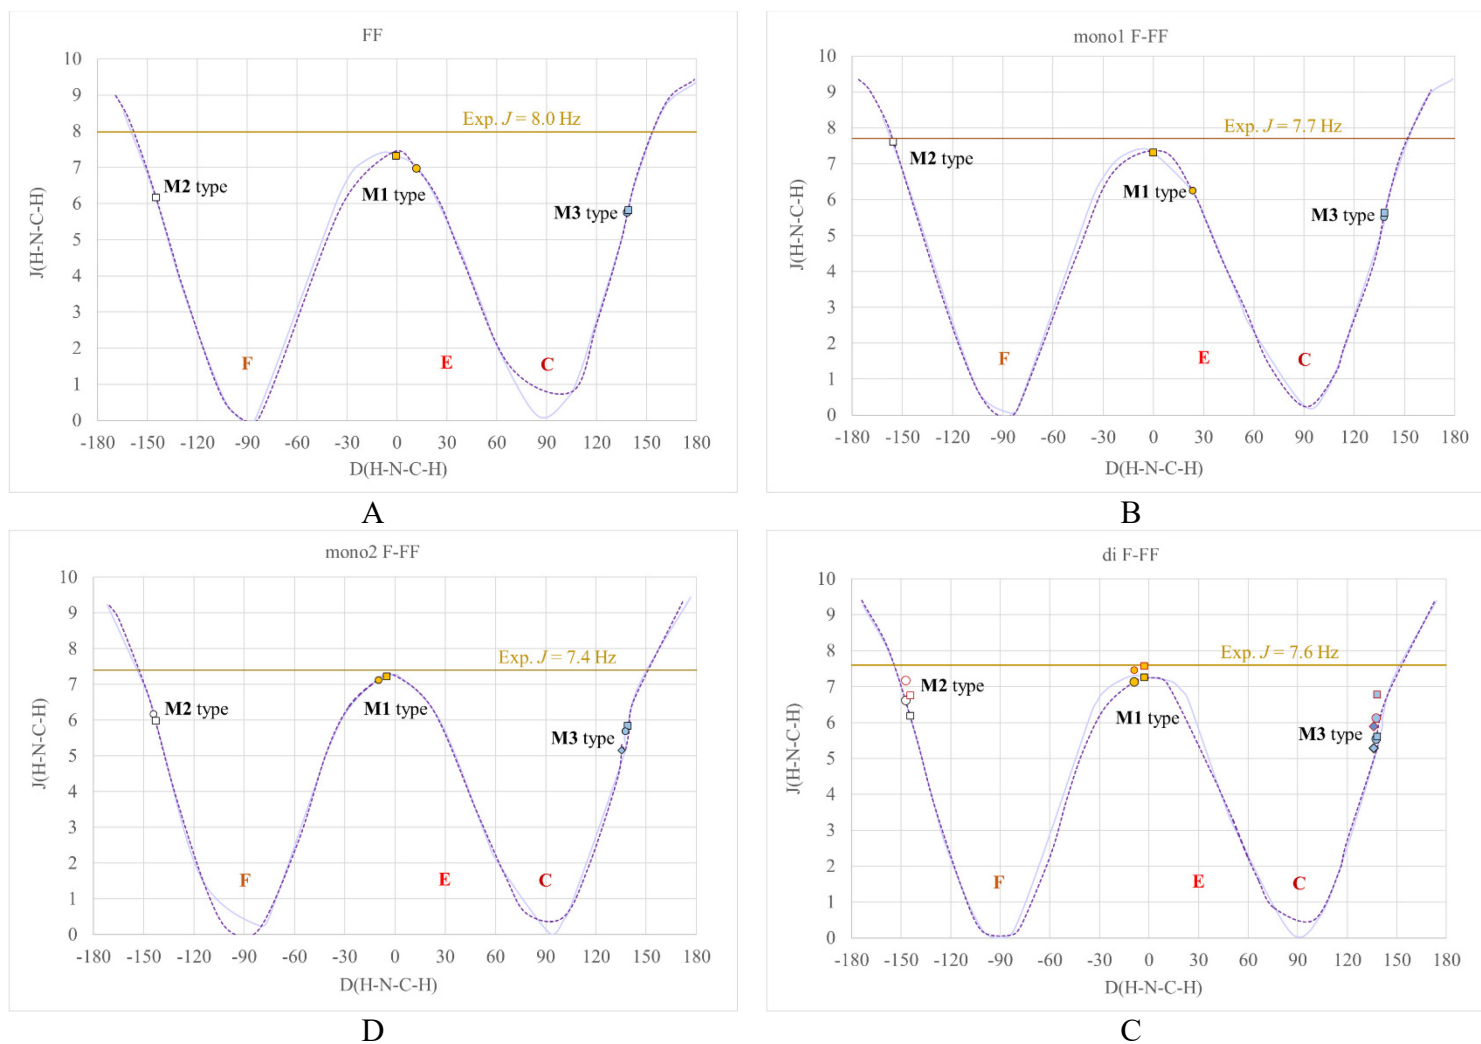 FF
10
9
8
7
6
5
4
3
2
1
0
J(H-N-C-H)
Exp. J = 8.0 Hz
M2 type
M1 type
M3 type
F
E
C
-180 -150 -120 -90 -60 -30 0 30 60 90 120 150 180
D(H-N-C-H)
A
mono1 F-FF
10
9
8
7
6
5
4
3
2
1
0
J(H-N-C-H)
Exp. J = 7.7 Hz
M2 type
M1 type
M3 type
F
E
C
-180 -150 -120 -90 -60 -30 0 30 60 90 120 150 180
D(H-N-C-H)
B
mono2 F-FF
10
9
8
7
6
5
4
3
2
1
0
J(H-N-C-H)
Exp. J = 7.4 Hz
M2 type
M1 type
M3 type
F
E
C
-180 -150 -120 -90 -60 -30 0 30 60 90 120 150 180
D(H-N-C-H)
D
di F-FF
10
9
8
7
6
5
4
3
2
1
0
J(H-N-C-H)
Exp. J = 7.6 Hz
M2 type
M1 type
M3 type
F
E
C
-180 -150 -120 -90 -60 -30 0 30 60 90 120 150 180
D(H-N-C-H)
C